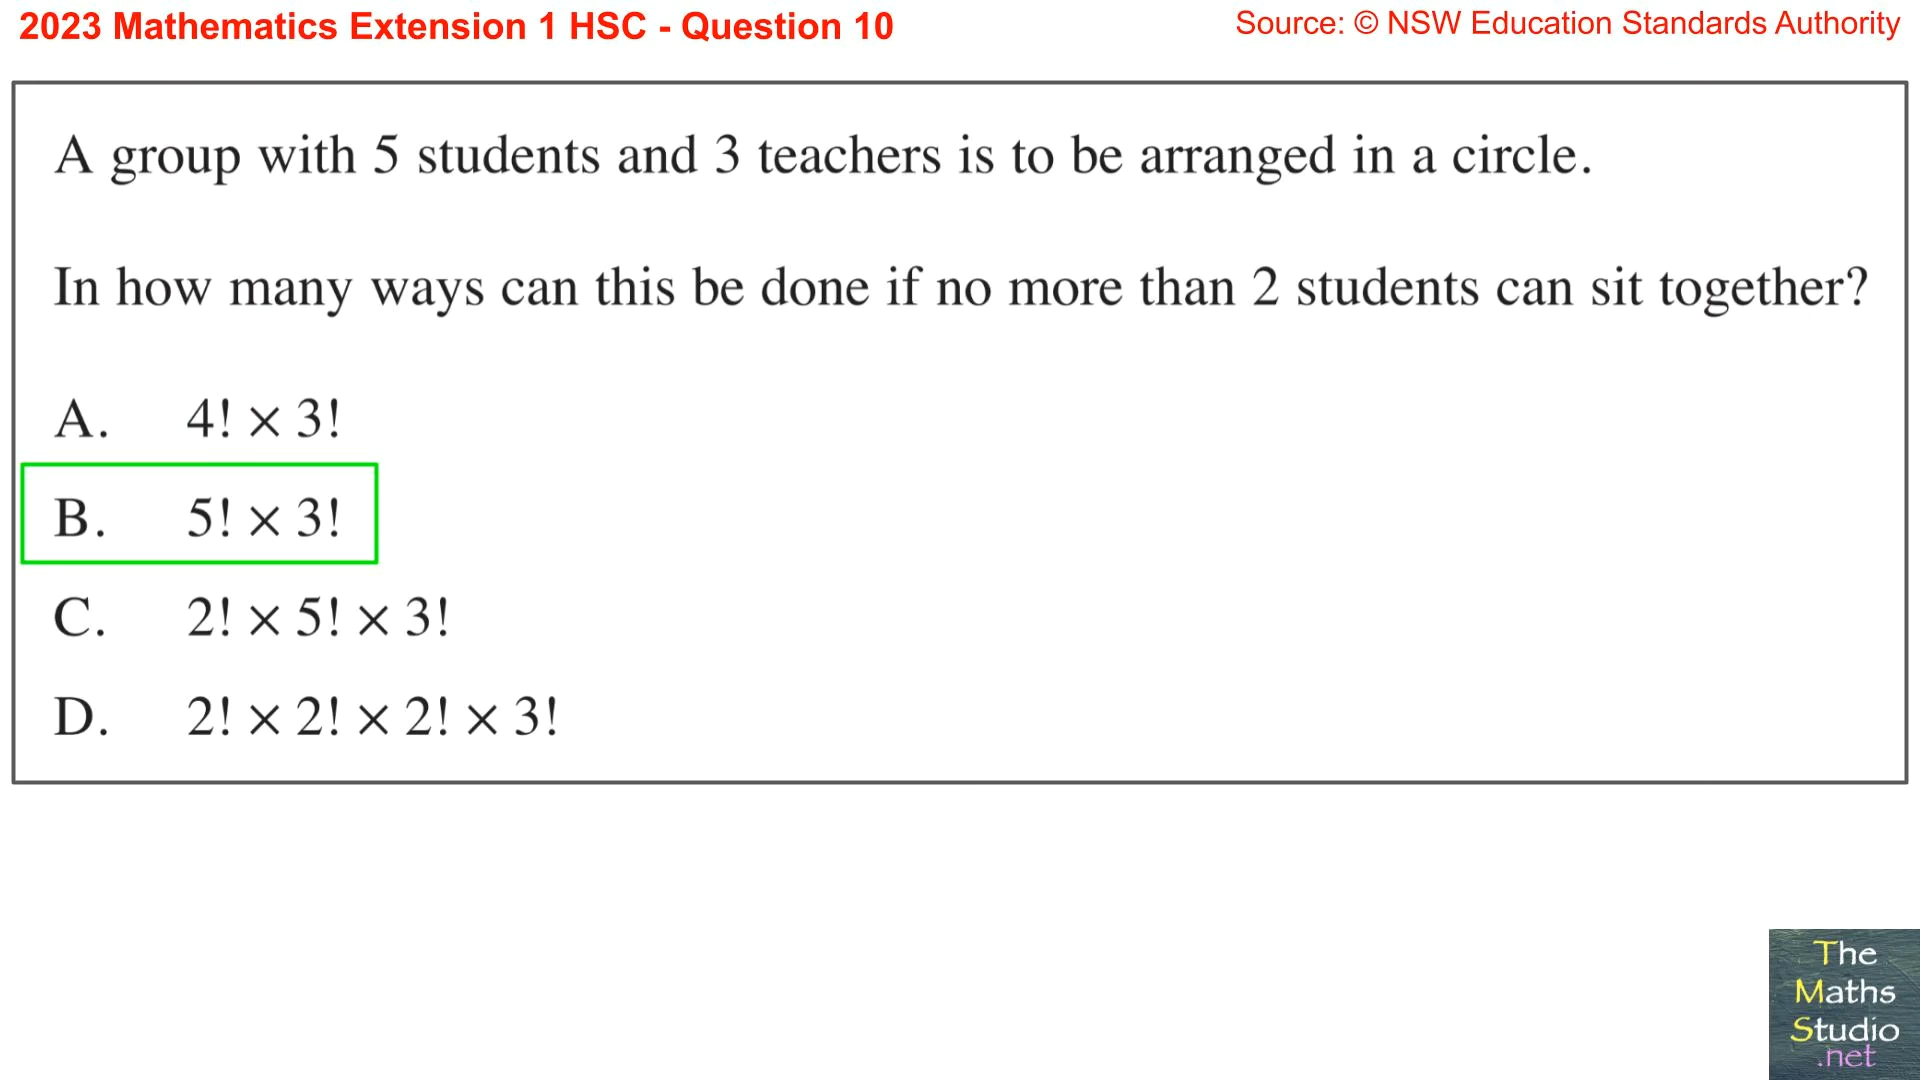 2023 Mathematics Extension 1 HSC - Question 10
Source: © NSW Education Standards Authority
A group with 5 students and 3 teachers is to be arranged in a circle.
In how many ways can this be done if no more than 2 students can sit together?
A. 4! × 3!
B. 5! × 3!
C. 2! × 5! × 3!
D. 2! × 2! × 2! × 3!
The
Maths
Studio
.net